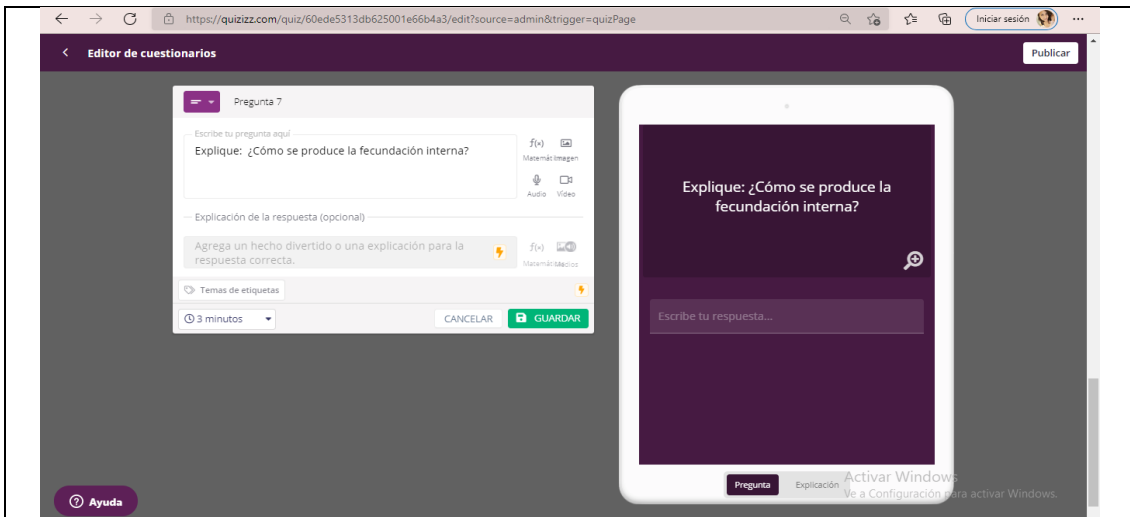 https://quizizz.com/quiz/60ede5313db625001e66b4a3/edit?source=admin&trigger=quizPage
Iniciar sesión
Editor de cuestionarios
Publicar
Pregunta 7
Escribe tu pregunta aquí
Explique: ¿Cómo se produce la fecundación interna?
f(x)
Matemát Imagen
Audio Vídeo
Explicación de la respuesta (opcional)
Agrega un hecho divertido o una explicación para la
respuesta correcta.
f(x)
Temas de etiquetas
3 minutos
CANCELAR
GUARDAR
Explique: ¿Cómo se produce la
fecundación interna?
Escribe tu respuesta...
Pregunta
Explicación
Activar Windows
Ve a Configuración para activar Windows.
Ayuda